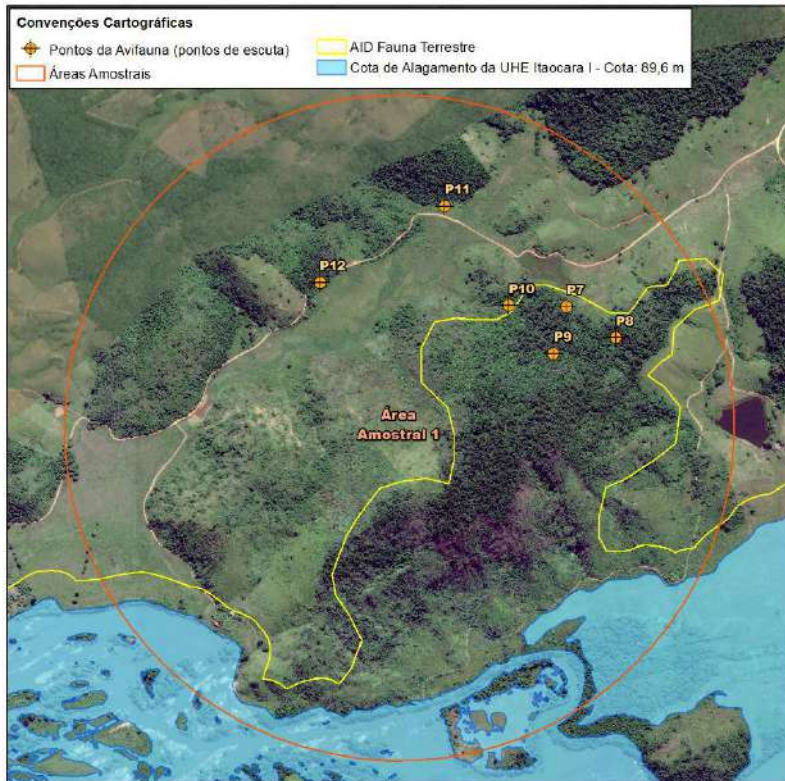 Convenções Cartográficas
Pontos da Avifauna (pontos de escuta)
Áreas Amostrais
AID Fauna Terrestre
Cota de Alagamento da UHE Itaocara I - Cota: 89,6 m
P11
P12
P10
P7
P8
P9
Área
Amostral 1